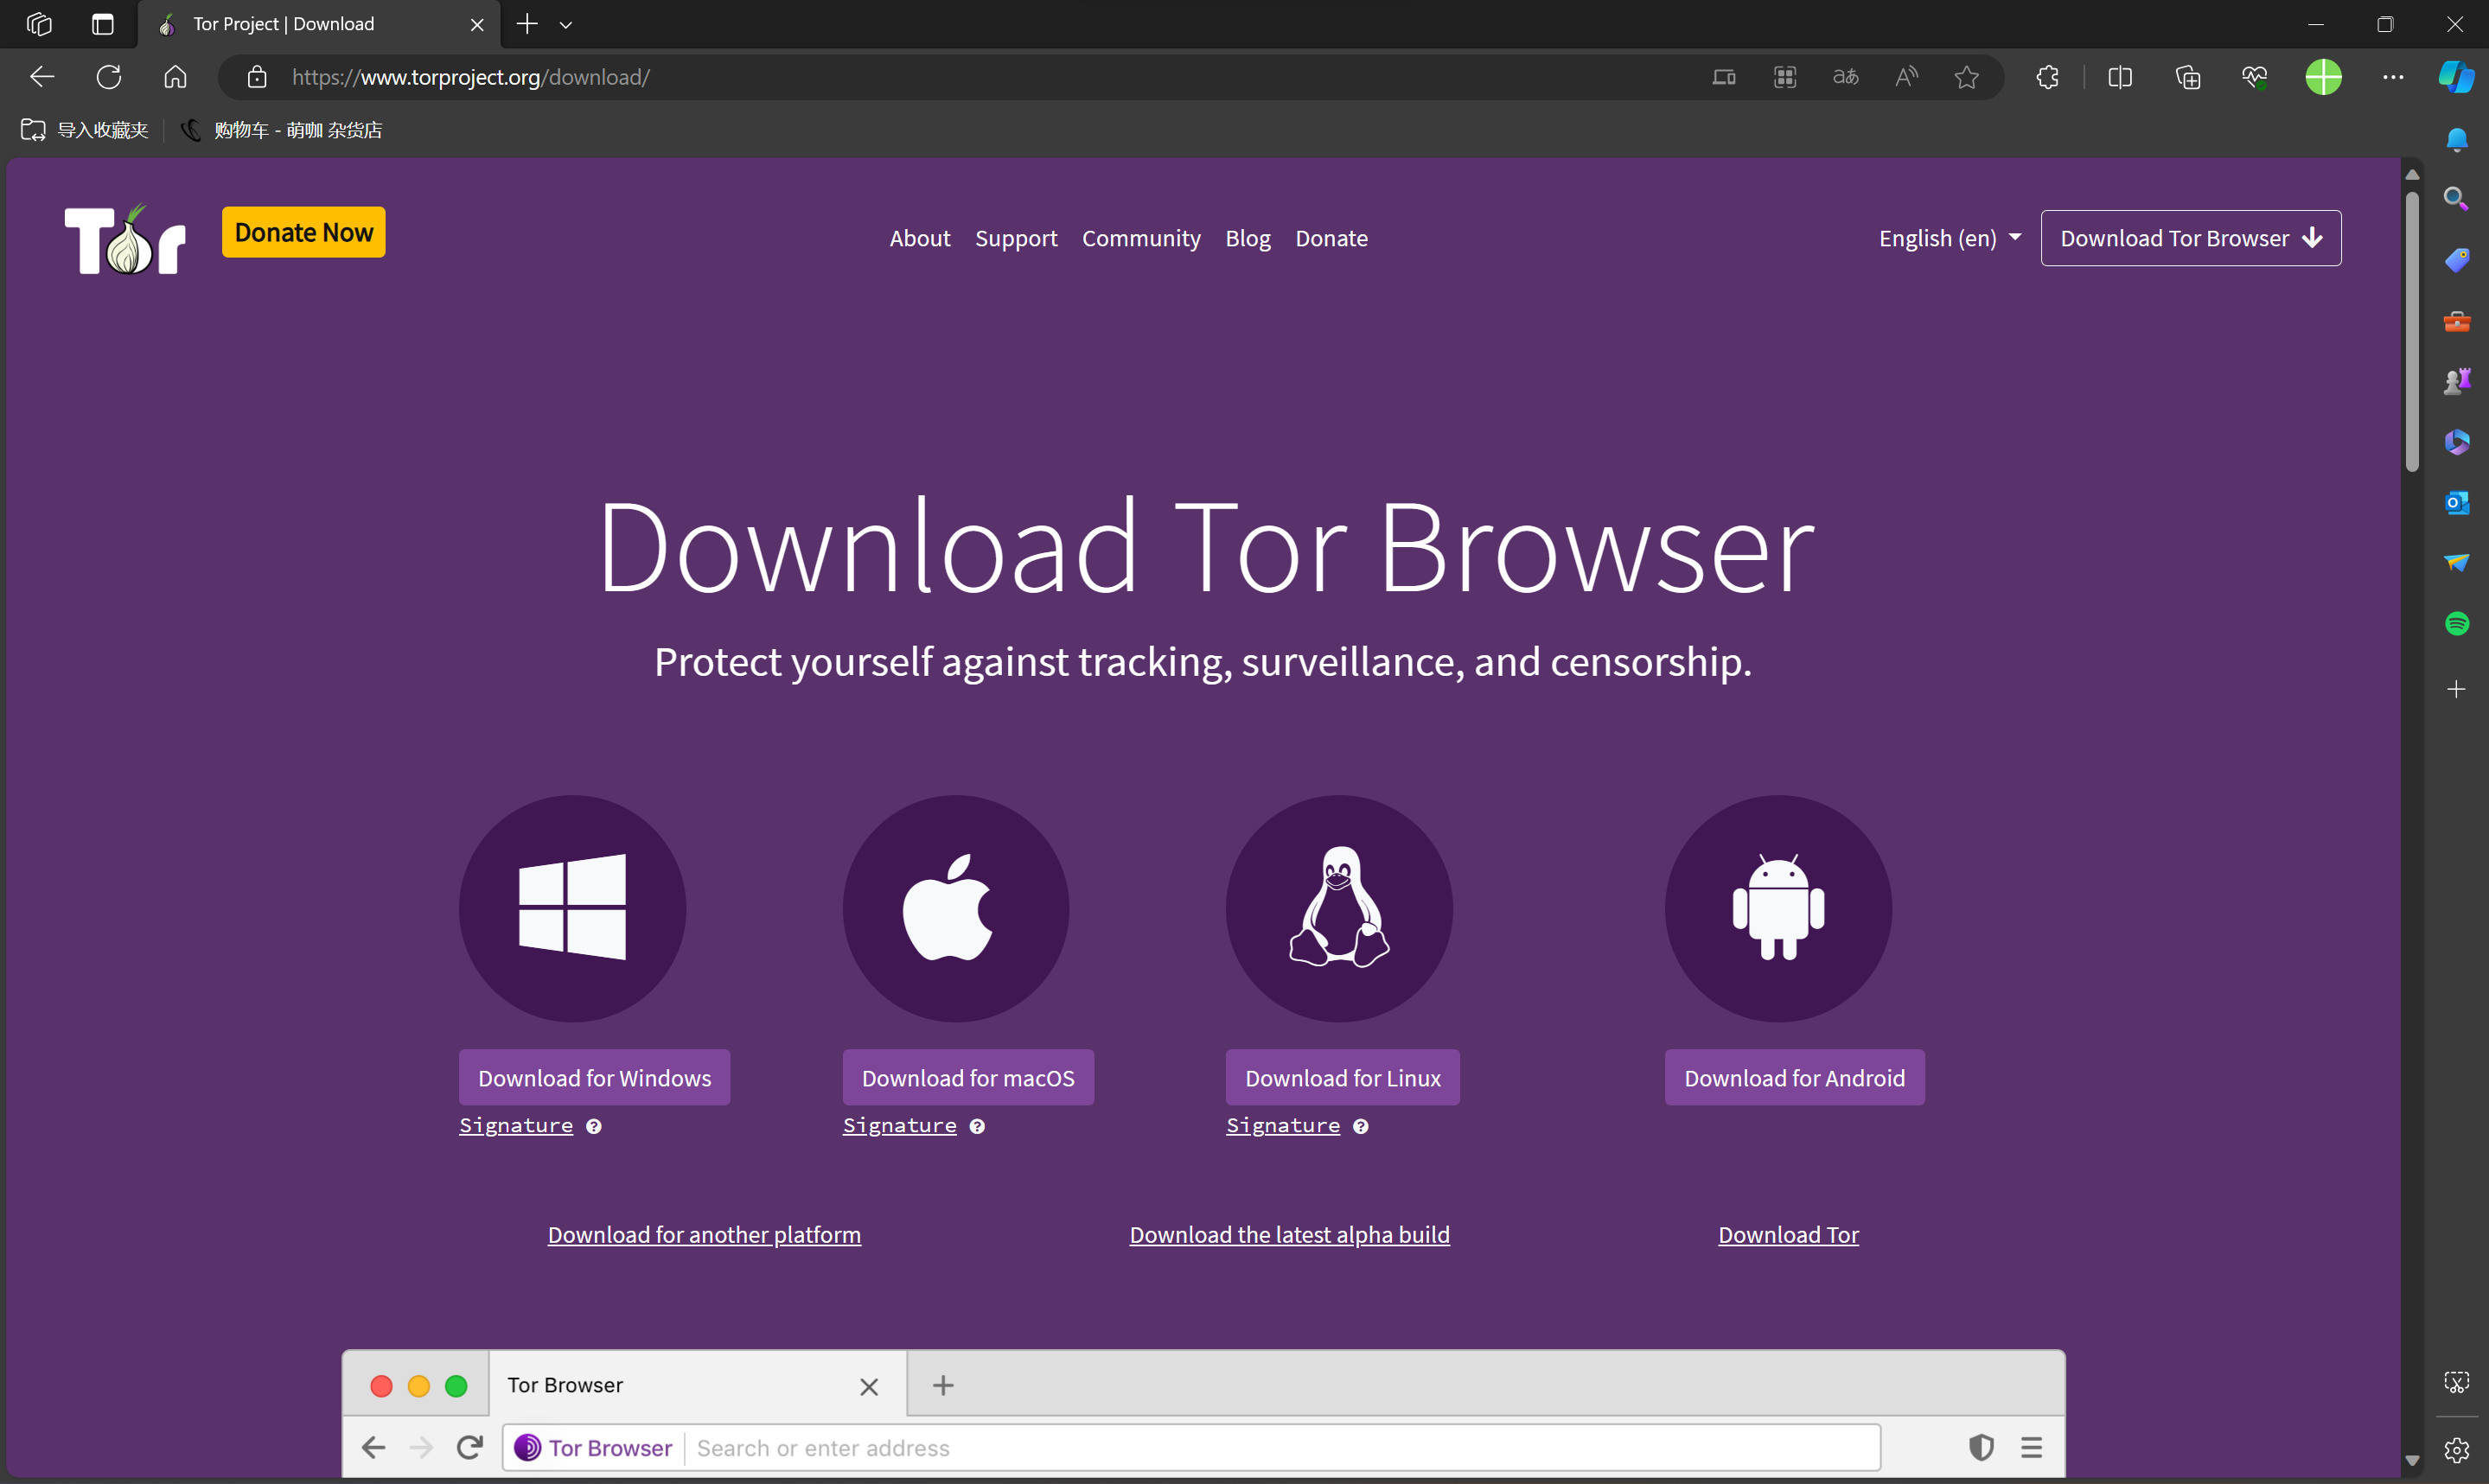 Tor Project | Download
https://www.torproject.org/download/
导入收藏夹
购物车 - 萌咖 杂货店
Tor
Donate Now
About Support Community Blog Donate
English (en)
Download Tor Browser
Download Tor Browser
Protect yourself against tracking, surveillance, and censorship.
Download for Windows
Download for macOS
Download for Linux
Download for Android
Signature
Signature
Signature
Download for another platform
Download the latest alpha build
Download Tor
Tor Browser
Tor Browser
Search or enter address